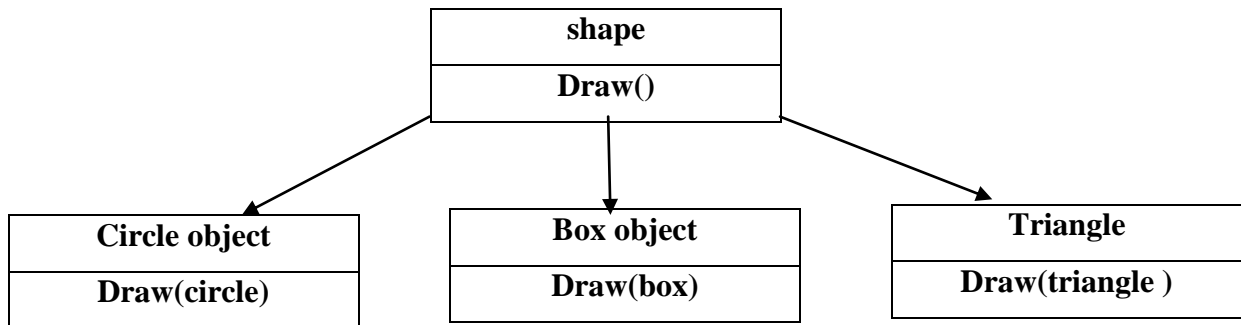 shape
Draw()
Circle object
Draw(circle)
Box object
Draw(box)
Triangle
Draw(triangle )